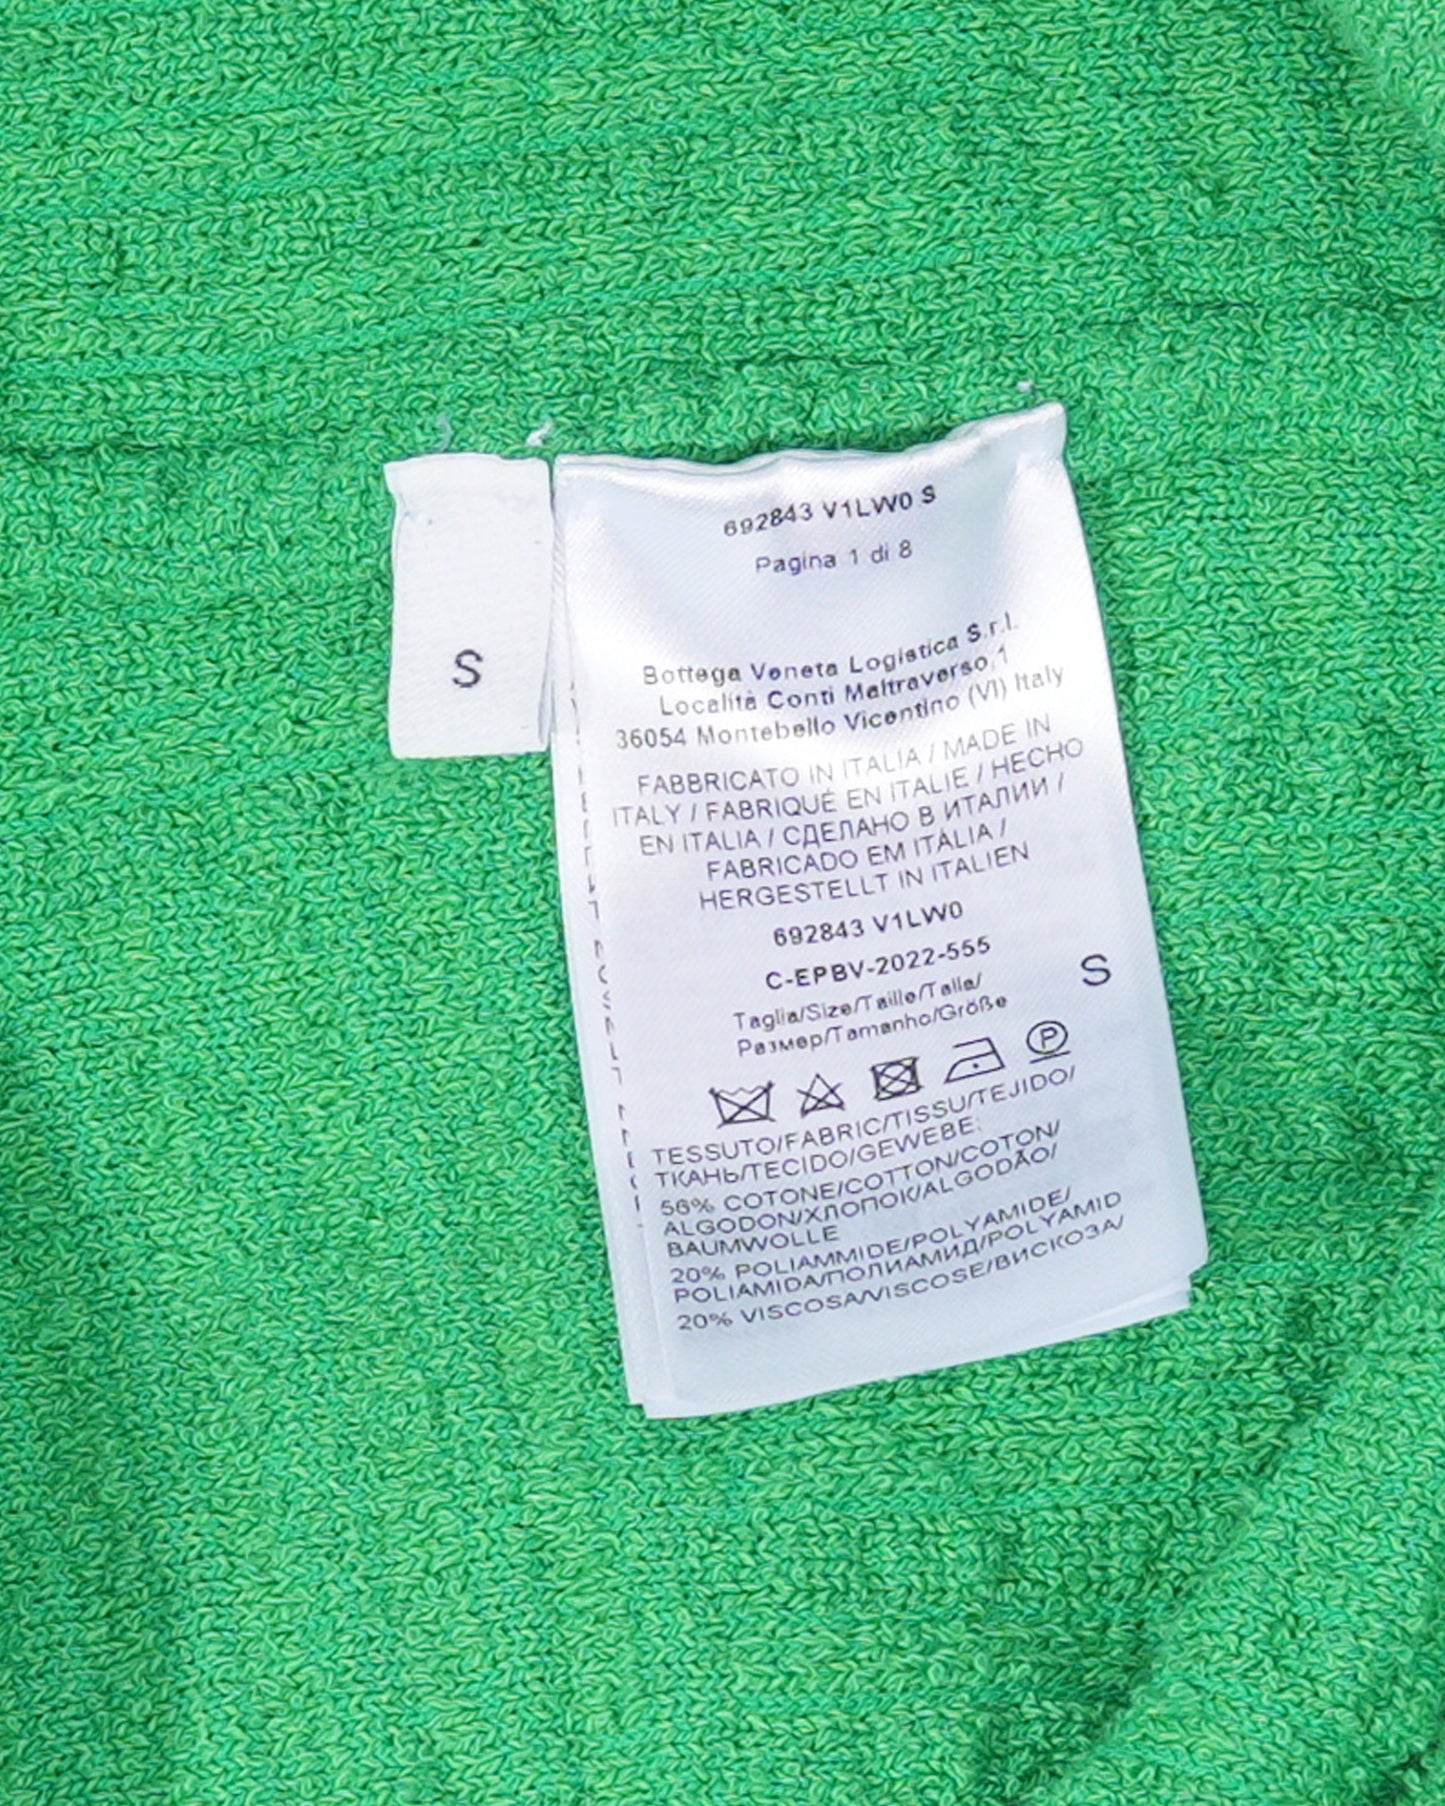 S
692843 V1LW0 S
Pagina 1 di 8
Bottega Veneta Logistica S.r.l.
Località Conti Maltraverso,1
36054 Montebello Vicentino (VI) Italy
FABBRICATO IN ITALIA / MADE IN
ITALY / FABRIQUÉ EN ITALIE / HECHO
EN ITALIA / СДЕЛАНО В ИТАЛИИ /
FABRICADO EM ITÁLIA /
HERGESTELLT IN ITALIEN
692843 V1LW0
C-EPBV-2022-555
Taglia/Size/Taille/Talla/
Размер/Tamanho/Größe
S
P
TESSUTO/FABRIC/TISSU/TEJIDO/
ТКАНЬ/TECIDO/GEWEBE:
56% COTONE/COTTON/COTON/
ALGODON/ХЛОПОК/ALGODÃO/
BAUMWOLLE
20% POLIAMMIDE/POLYAMIDE/
POLIAMIDA/ПОЛИАМИД/POLYAMID
20% VISCOSA/VISCOSE/ВИСКОЗА/